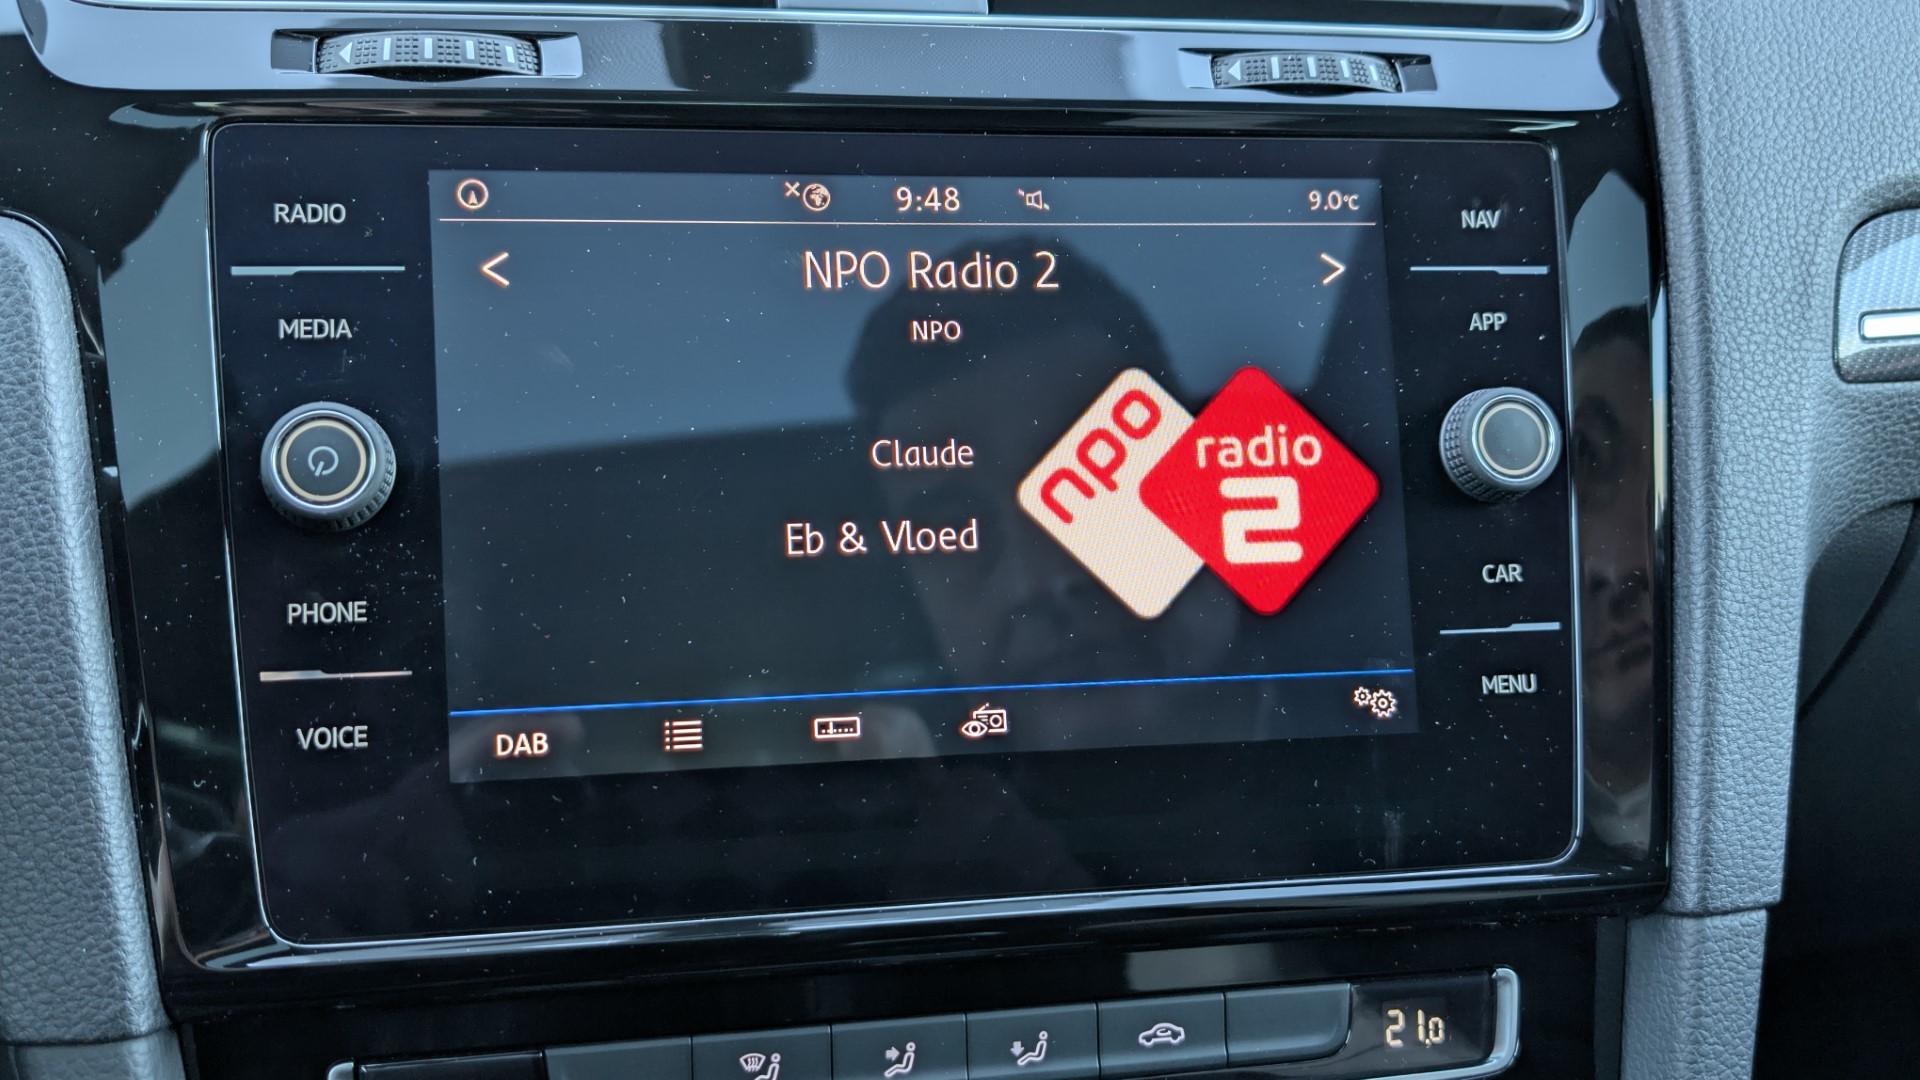 RADIO
MEDIA
PHONE
VOICE
9:48
9.0°C
< NPO Radio 2 >
NPO
Claude
Eb & Vloed
npo
radio
2
DAB
NAV
APP
CAR
MENU
21.0